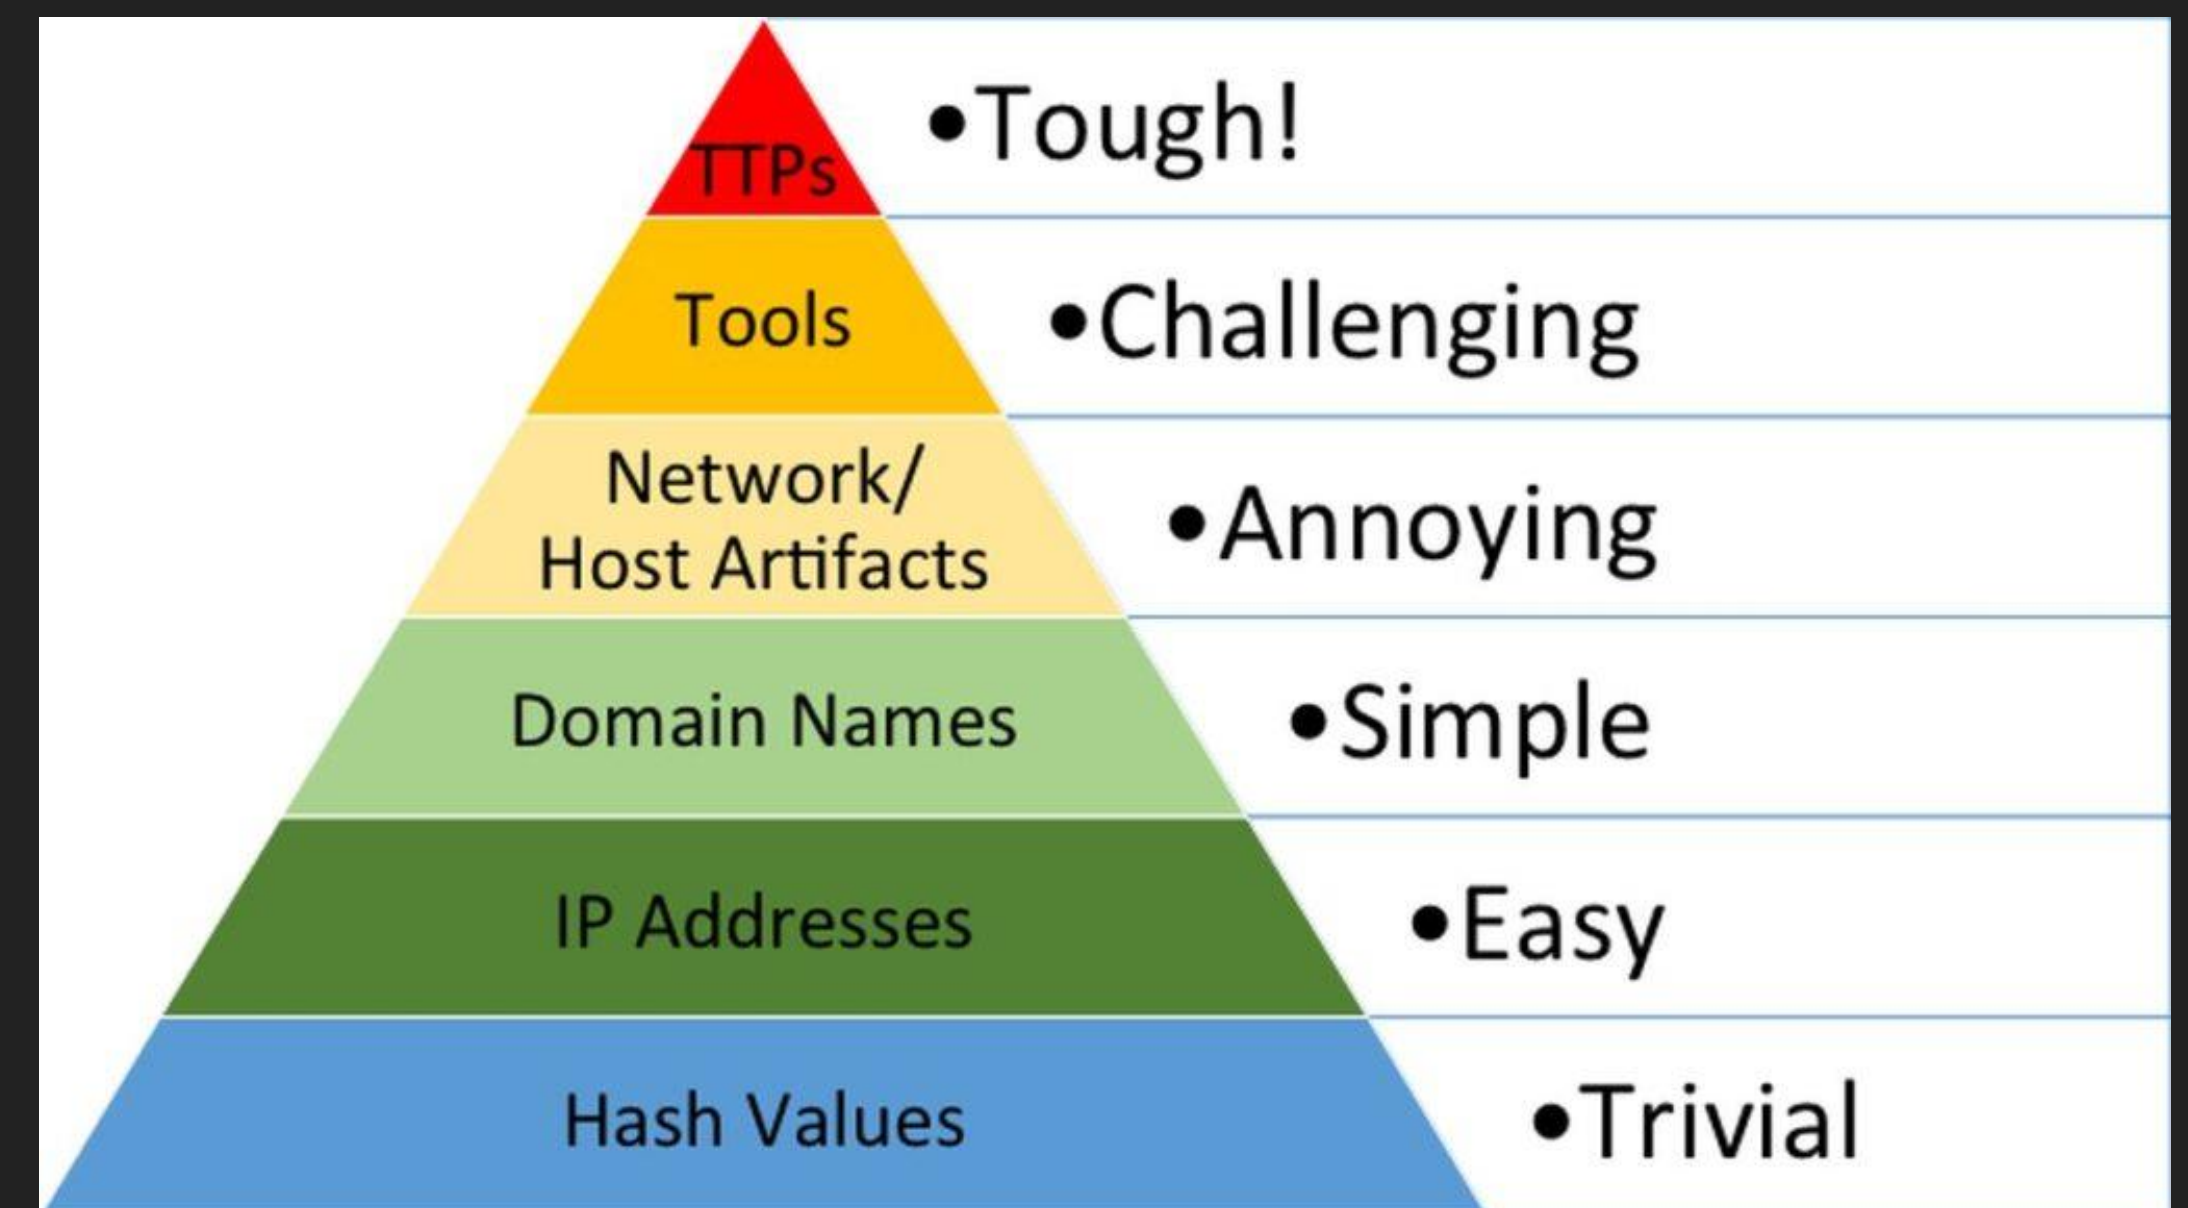 TTPs
•Tough!
Tools
•Challenging
Network/
Host Artifacts
•Annoying
Domain Names
•Simple
IP Addresses
•Easy
Hash Values
•Trivial